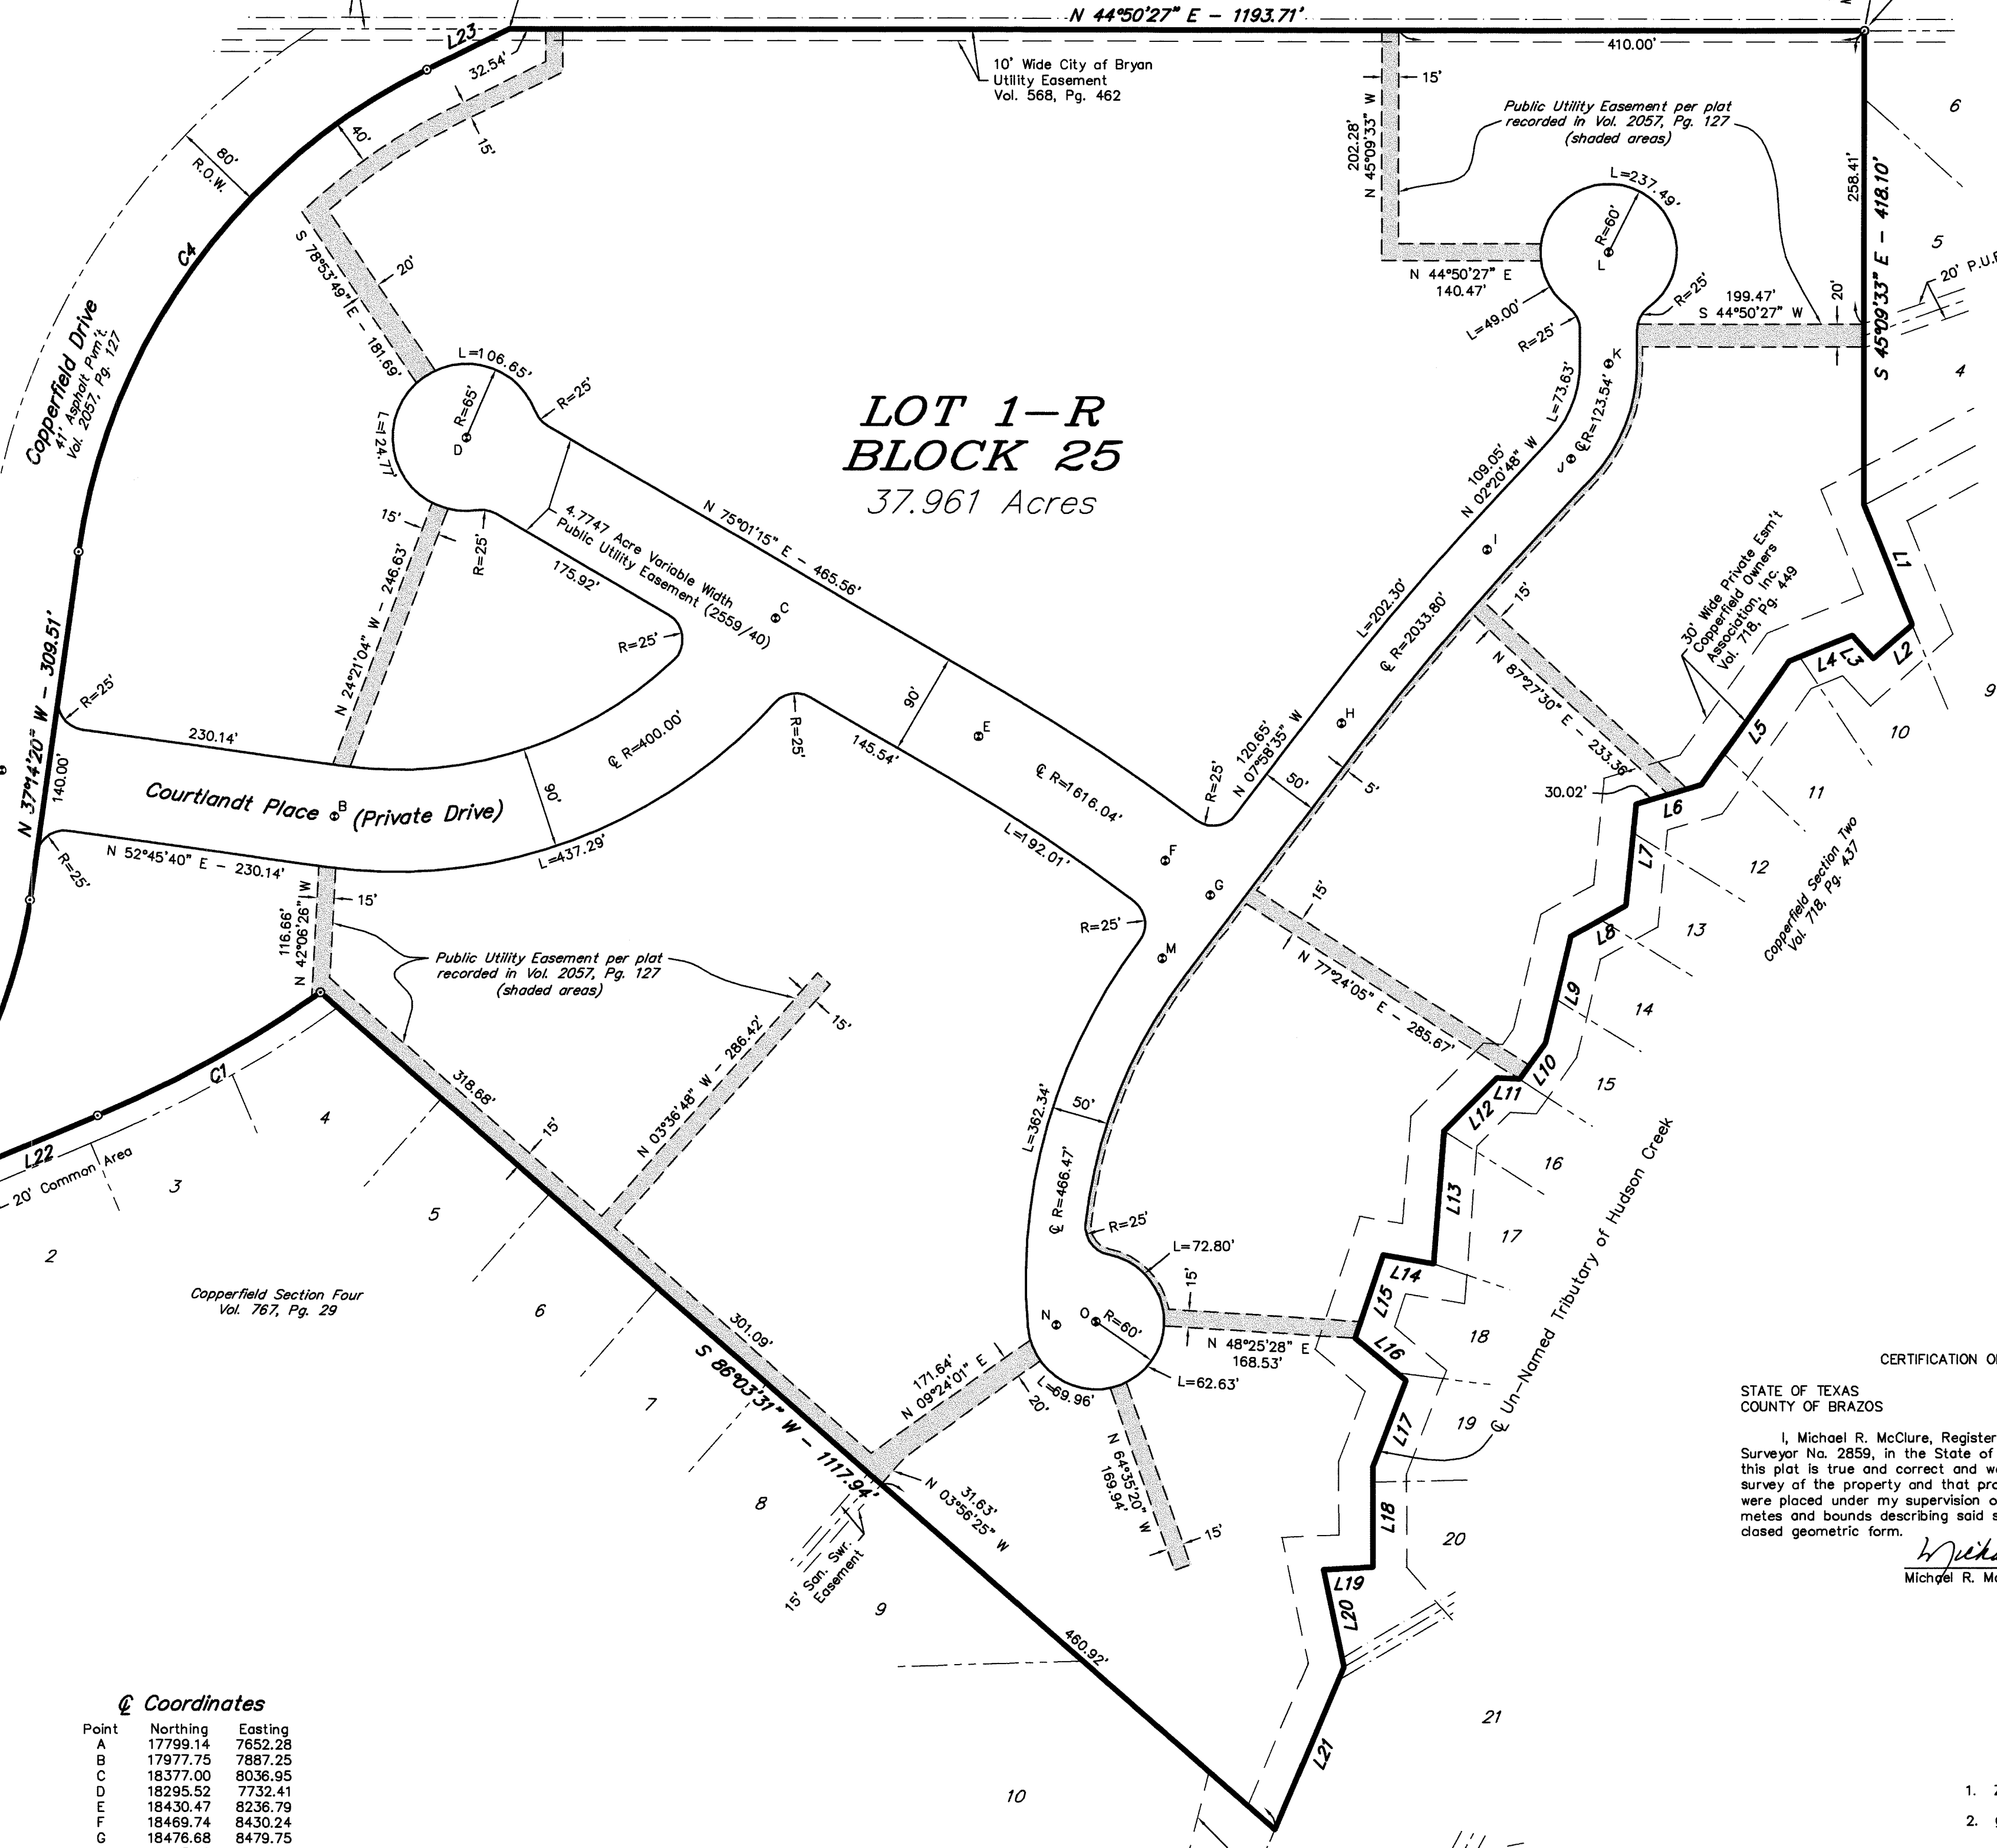 N 44°50'27" E - 1193.71'
L23
32.54'
410.00'
10' Wide City of Bryan
Utility Easement
Vol. 568, Pg. 462
15'
202.28'
N 45°09'33" W
Public Utility Easement per plat
recorded in Vol. 2057, Pg. 127
(shaded areas)
258.41'
S 45°09'33" E - 418.10'
6
5
4
20' P.U.E
40'
15'
80'
R.O.W.
C4
Copperfield Drive
41' Asphalt Pvm't.
Vol. 2057, Pg. 127
S 78°53'49" E - 181.69'
20'
L=237.49'
R=60'
L
N 44°50'27" E
140.47'
L=49.00'
R=25'
R=25'
199.47'
S 44°50'27" W
20'
K
L=73.63'
℄ R=123.54'
J
L=106.65'
R=65'
D
L=124.77'
R=25'
LOT 1-R
BLOCK 25
37.961 Acres
109.05'
N 02°20'48" W
I
N 75°01'15" E - 465.56'
4.7747 Acre Variable Width
Public Utility Easement (2559/40)
15'
R=25'
175.92'
C
R=25'
N 24°21'04" W - 246.63'
L=202.30'
℄ R=2033.80'
15'
N 87°27'30" E - 233.36'
30' Wide Private Esm't
Copperfield Owners
Association, Inc.
Vol. 718, Pg. 449
L1
L2
L3
L4
L5
9
10
N 37°14'20" W - 309.51'
R=25'
230.14'
140.00'
℄ R=400.00'
R=25'
90'
E
145.54'
H
120.65'
N 07°58'35" W
R=25'
50'
5'
30.02'
L6
11
Courtlandt Place
B
(Private Drive)
90'
℄ R=1616.04'
L=192.01'
N 52°45'40" E - 230.14'
R=25'
L=437.29'
F
G
L7
12
Copperfield Section Two
Vol. 718, Pg. 437
116.66'
N 42°06'26" W
15'
Public Utility Easement per plat
recorded in Vol. 2057, Pg. 127
(shaded areas)
R=25'
M
15'
N 77°24'05" E - 285.67'
L8
13
L9
14
15'
N 03°36'48" W - 286.42'
C1
318.68'
15'
L10
L11
L12
15
L=362.34'
50'
4
L22
20' Common Area
3
2
5
16
L13
17
Un-Named Tributary of Hudson Creek
℄
℄ R=466.47'
R=25'
L=72.80'
15'
L14
L15
Copperfield Section Four
Vol. 767, Pg. 29
6
301.09'
S 86°03'31" W - 1117.94'
N
O
R=60'
N 48°25'28" E
168.53'
L16
18
171.64'
N 09°24'01" E
20'
L=69.96'
L=62.63'
7
L17
19
CERTIFICATION O
STATE OF TEXAS
COUNTY OF BRAZOS
I, Michael R. McClure, Register
Surveyor No. 2859, in the State of
this plat is true and correct and w
survey of the property and that pro
were placed under my supervision o
metes and bounds describing said s
closed geometric form.
Michael R. Mc
N 64°35'20" W
169.94'
15'
31.63'
N 03°56'25" W
8
15' San. Swr.
Easement
L18
20
L19
L20
9
460.92'
21
L21
10
℄ Coordinates
Point Northing Easting
A 17799.14 7652.28
B 17977.75 7887.25
C 18377.00 8036.95
D 18295.52 7732.41
E 18430.47 8236.79
F 18469.74 8430.24
G 18476.68 8479.75
1.
2.